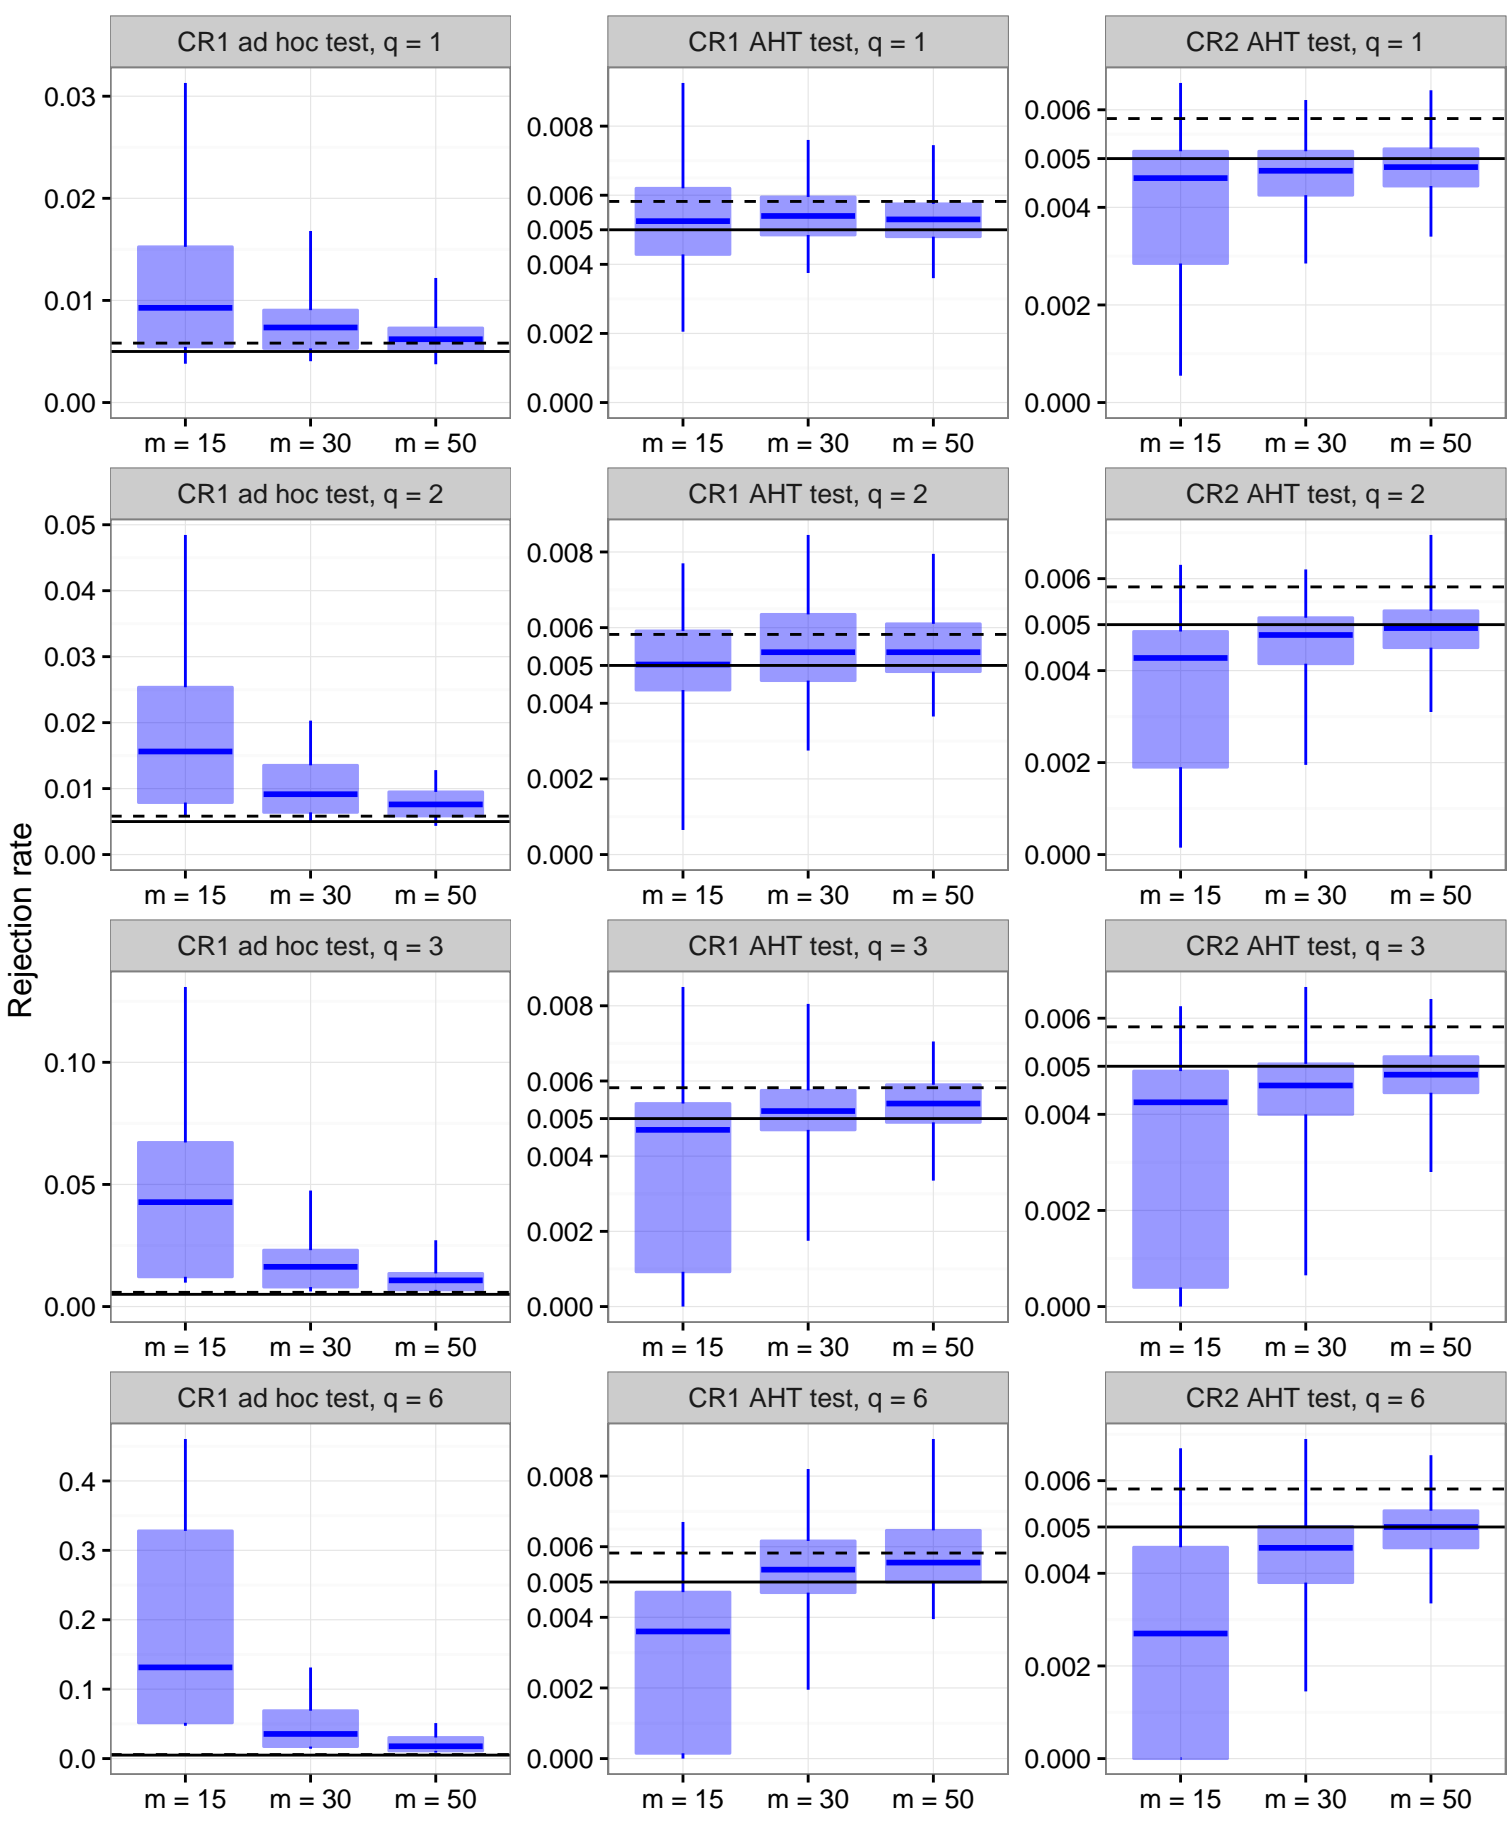 Rejection rate
CR1 ad hoc test, q = 1
0.03
0.02
0.01
0.00
m = 15 m = 30 m = 50
CR1 AHT test, q = 1
0.008
0.006
0.005
0.004
0.002
0.000
m = 15 m = 30 m = 50
CR2 AHT test, q = 1
0.006
0.005
0.004
0.002
0.000
m = 15 m = 30 m = 50
CR1 ad hoc test, q = 2
0.05
0.04
0.03
0.02
0.01
0.00
m = 15 m = 30 m = 50
CR1 AHT test, q = 2
0.008
0.006
0.005
0.004
0.002
0.000
m = 15 m = 30 m = 50
CR2 AHT test, q = 2
0.006
0.005
0.004
0.002
0.000
m = 15 m = 30 m = 50
CR1 ad hoc test, q = 3
0.10
0.05
0.00
m = 15 m = 30 m = 50
CR1 AHT test, q = 3
0.008
0.006
0.005
0.004
0.002
0.000
m = 15 m = 30 m = 50
CR2 AHT test, q = 3
0.006
0.005
0.004
0.002
0.000
m = 15 m = 30 m = 50
CR1 ad hoc test, q = 6
0.4
0.3
0.2
0.1
0.0
m = 15 m = 30 m = 50
CR1 AHT test, q = 6
0.008
0.006
0.005
0.004
0.002
0.000
m = 15 m = 30 m = 50
CR2 AHT test, q = 6
0.006
0.005
0.004
0.002
0.000
m = 15 m = 30 m = 50